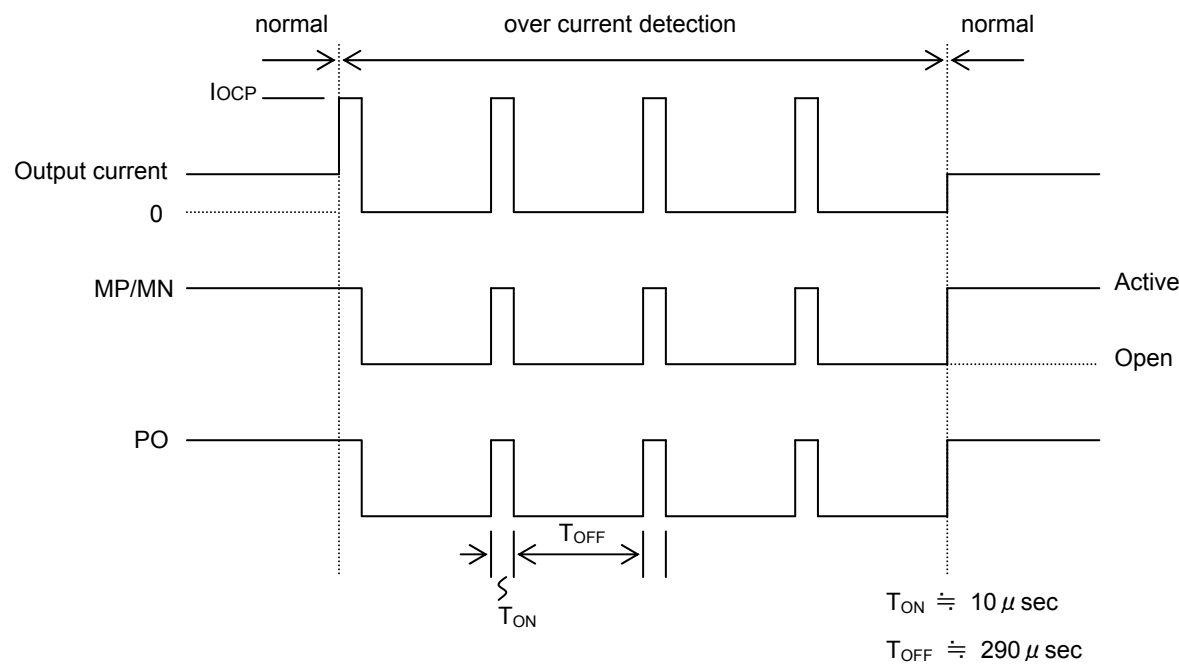 normal
over current detection
normal
IOCP
Output current
0
MP/MN
Active
Open
PO
TOFF
TON
TON ≒ 10 μ sec
TOFF ≒ 290 μ sec